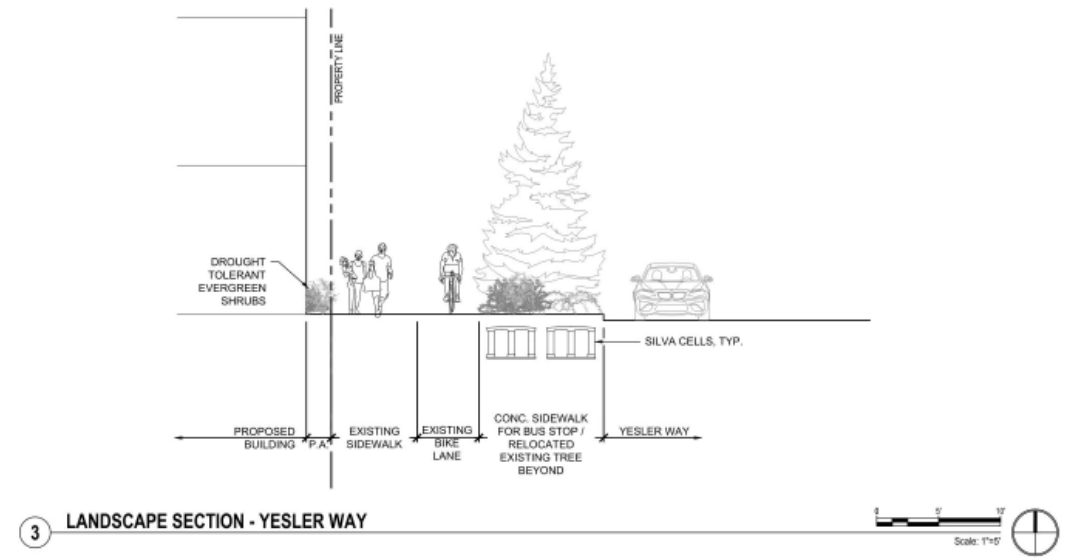 PROPERTY LINE
DROUGHT
TOLERANT
EVERGREEN
SHRUBS
SILVA CELLS, TYP.
PROPOSED
BUILDING
P.A.
EXISTING
SIDEWALK
EXISTING
BIKE
LANE
CONC. SIDEWALK
FOR BUS STOP /
RELOCATED
EXISTING TREE
BEYOND
YESLER WAY
3
LANDSCAPE SECTION - YESLER WAY
0 5' 10'
Scale: 1"=5'